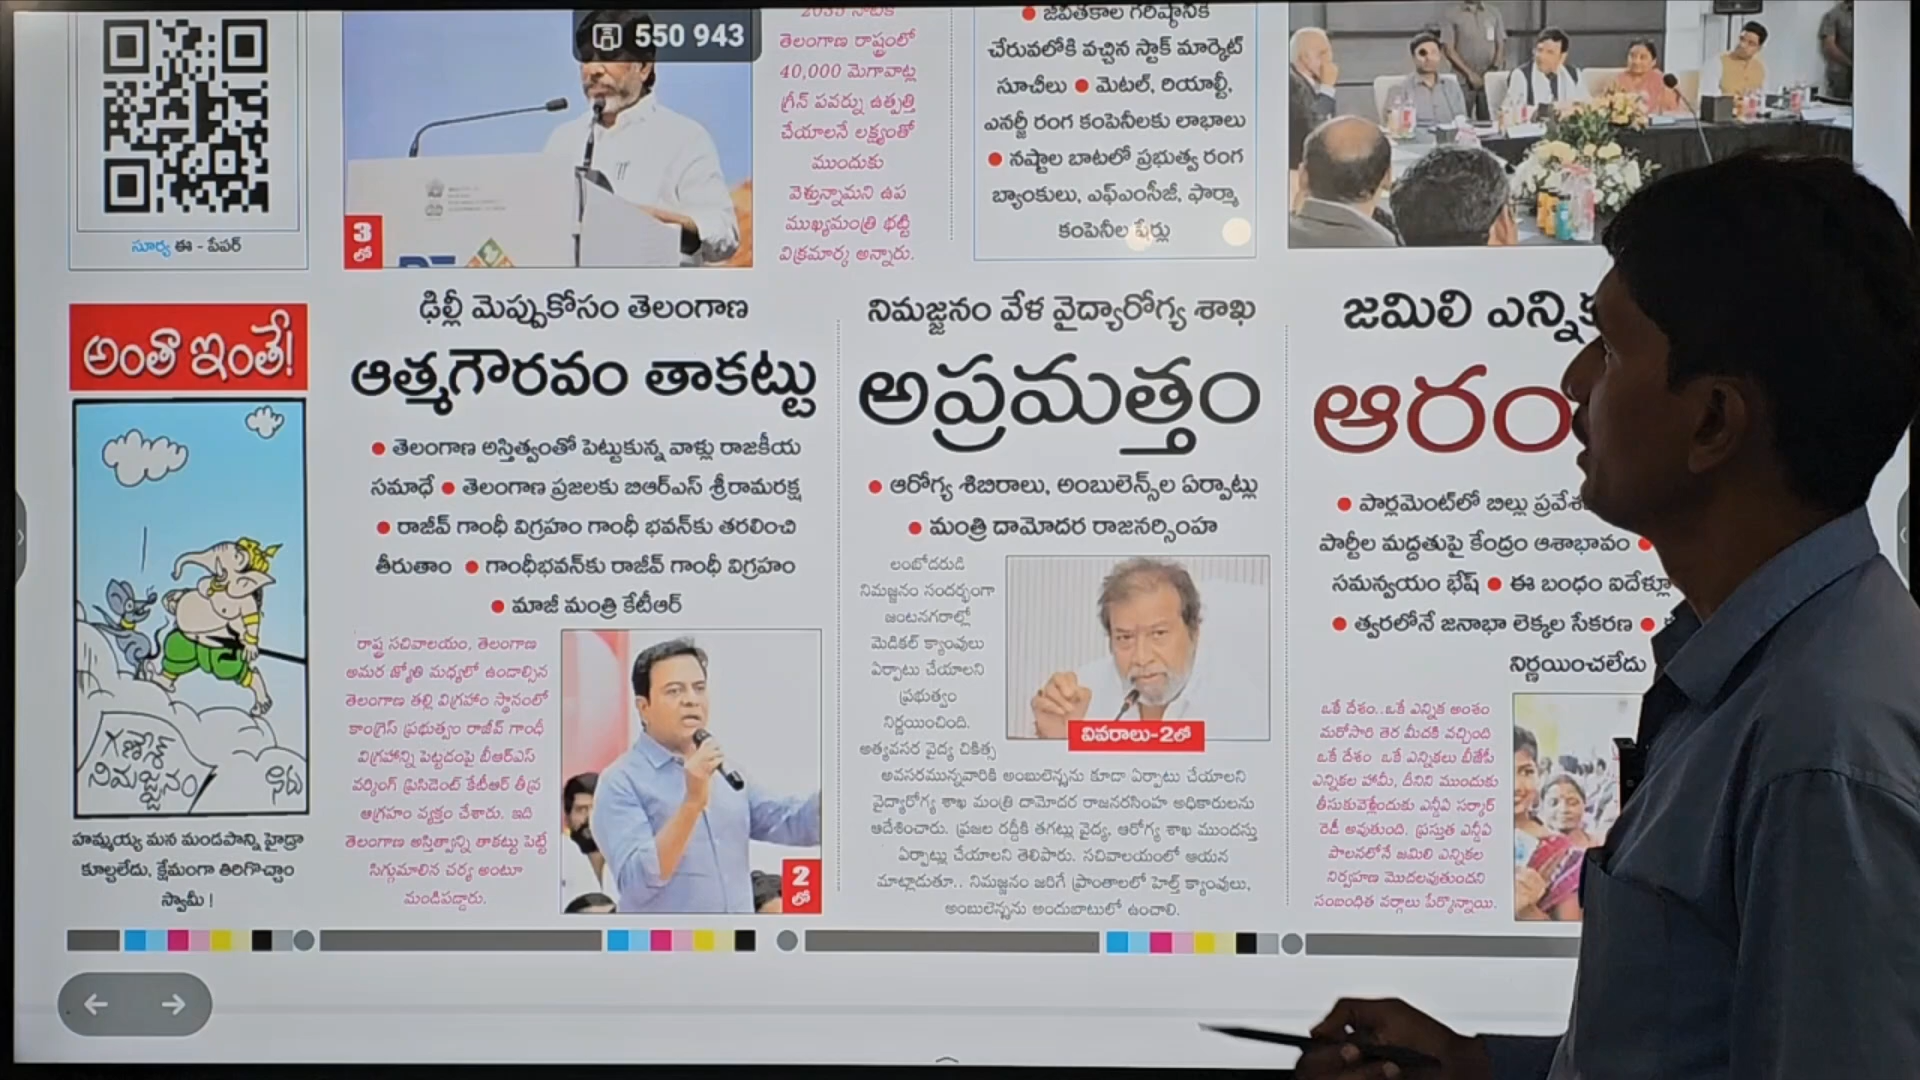 550 943
తెలంగాణ రాష్ట్రంలో
40,000 మెగావాట్ల
గ్రీన్ పవర్ను ఉత్పత్తి
చేయాలనే లక్ష్యంతో
ముందుకు
వెళ్తున్నామని ఉప
ముఖ్యమంత్రి భట్టి
విక్రమార్క అన్నారు.
3
లో
● జీవితకాల గరిష్ఠానికి
చేరువలోకి వచ్చిన స్టాక్ మార్కెట్
సూచీలు ● మెటల్, రియాల్టీ,
ఎనర్జీ రంగ కంపెనీలకు లాభాలు
● నష్టాల బాటలో ప్రభుత్వ రంగ
బ్యాంకులు, ఎఫ్ఎంసీజీ, ఫార్మా
కంపెనీల షేర్లు
సూర్య ఈ - పేపర్
అంతా ఇంతే!
గణేశ్
నిమజ్జనం
హమ్మయ్య మన మండపాన్ని హైడ్రా
కూల్చలేదు, క్షేమంగా తిరిగొచ్చాం
స్వామీ !
ఢిల్లీ మెప్పుకోసం తెలంగాణ
ఆత్మగౌరవం తాకట్టు
● తెలంగాణ అస్తిత్వంతో పెట్టుకున్న వాళ్లు రాజకీయ
సమాధే ● తెలంగాణ ప్రజలకు బిఆర్ఎస్ శ్రీరామరక్ష
● రాజీవ్ గాంధీ విగ్రహం గాంధీ భవన్‌కు తరలించి
తీరుతాం ● గాంధీభవన్‌కు రాజీవ్ గాంధీ విగ్రహం
● మాజీ మంత్రి కేటీఆర్
రాష్ట్ర సచివాలయం, తెలంగాణ
అమర జ్యోతి మధ్యలో ఉండాల్సిన
తెలంగాణ తల్లి విగ్రహం స్థానంలో
కాంగ్రెస్ ప్రభుత్వం రాజీవ్ గాంధీ
విగ్రహాన్ని పెట్టడంపై బీఆర్ఎస్
వర్కింగ్ ప్రెసిడెంట్ కేటీఆర్ తీవ్ర
ఆగ్రహం వ్యక్తం చేశారు. ఇది
తెలంగాణ అస్తిత్వాన్ని తాకట్టు పెట్టే
సిగ్గుమాలిన చర్య అంటూ
మండిపడ్డారు.
2
లో
నిమజ్జనం వేళ వైద్యారోగ్య శాఖ
అప్రమత్తం
● ఆరోగ్య శిబిరాలు, అంబులెన్స్‌ల ఏర్పాట్లు
● మంత్రి దామోదర రాజనర్సింహ
లంబోదరుడి
నిమజ్జనం సందర్భంగా
జంటనగరాల్లో
మెడికల్ క్యాంపులు
ఏర్పాటు చేయాలని
ప్రభుత్వం
నిర్ణయించింది.
అత్యవసర వైద్య చికిత్స
వివరాలు-2లో
అవసరమున్నవారికి అంబులెన్సును కూడా ఏర్పాటు చేయాలని
వైద్యారోగ్య శాఖ మంత్రి దామోదర రాజనరసింహ అధికారులను
ఆదేశించారు. ప్రజల రద్దీకి తగట్లు వైద్య, ఆరోగ్య శాఖ ముందస్తు
ఏర్పాట్లు చేయాలని తెలిపారు. సచివాలయంలో ఆయన
మాట్లాడుతూ.. నిమజ్జనం జరిగే ప్రాంతాలలో హెల్త్ క్యాంపులు,
అంబులెన్సును అందుబాటులో ఉండాలి.
జమిలి
ఆరం
● పార్లమెంట్‌లో బిల్లు
పార్టీల మద్దతుపై కేంద్రం ఆశాభావం ●
సమన్వయం భేష్ ● ఈ బంధం ఐదేళ్లూ
● త్వరలోనే జనాభా లెక్కల సేకరణ ●
నిర్ణయించలేదు
ఒకే దేశం..ఒకే ఎన్నిక అంశం
మరోసారి తెర మీదకి వచ్చింది
ఒకే దేశం ఒకే ఎన్నికలు బీజేపీ
ఎన్నికల హామీ, దీనిని ముందుకు
తీసుకువెళ్లేందుకు ఎన్డీఏ సర్కార్
రెడీ అవుతుంది. ప్రస్తుత ఎన్డీఏ
పాలనలోనే జమిలి ఎన్నికల
నిర్వహణ మొదలవుతుందని
సంబంధిత వర్గాలు పేర్కొన్నాయి.